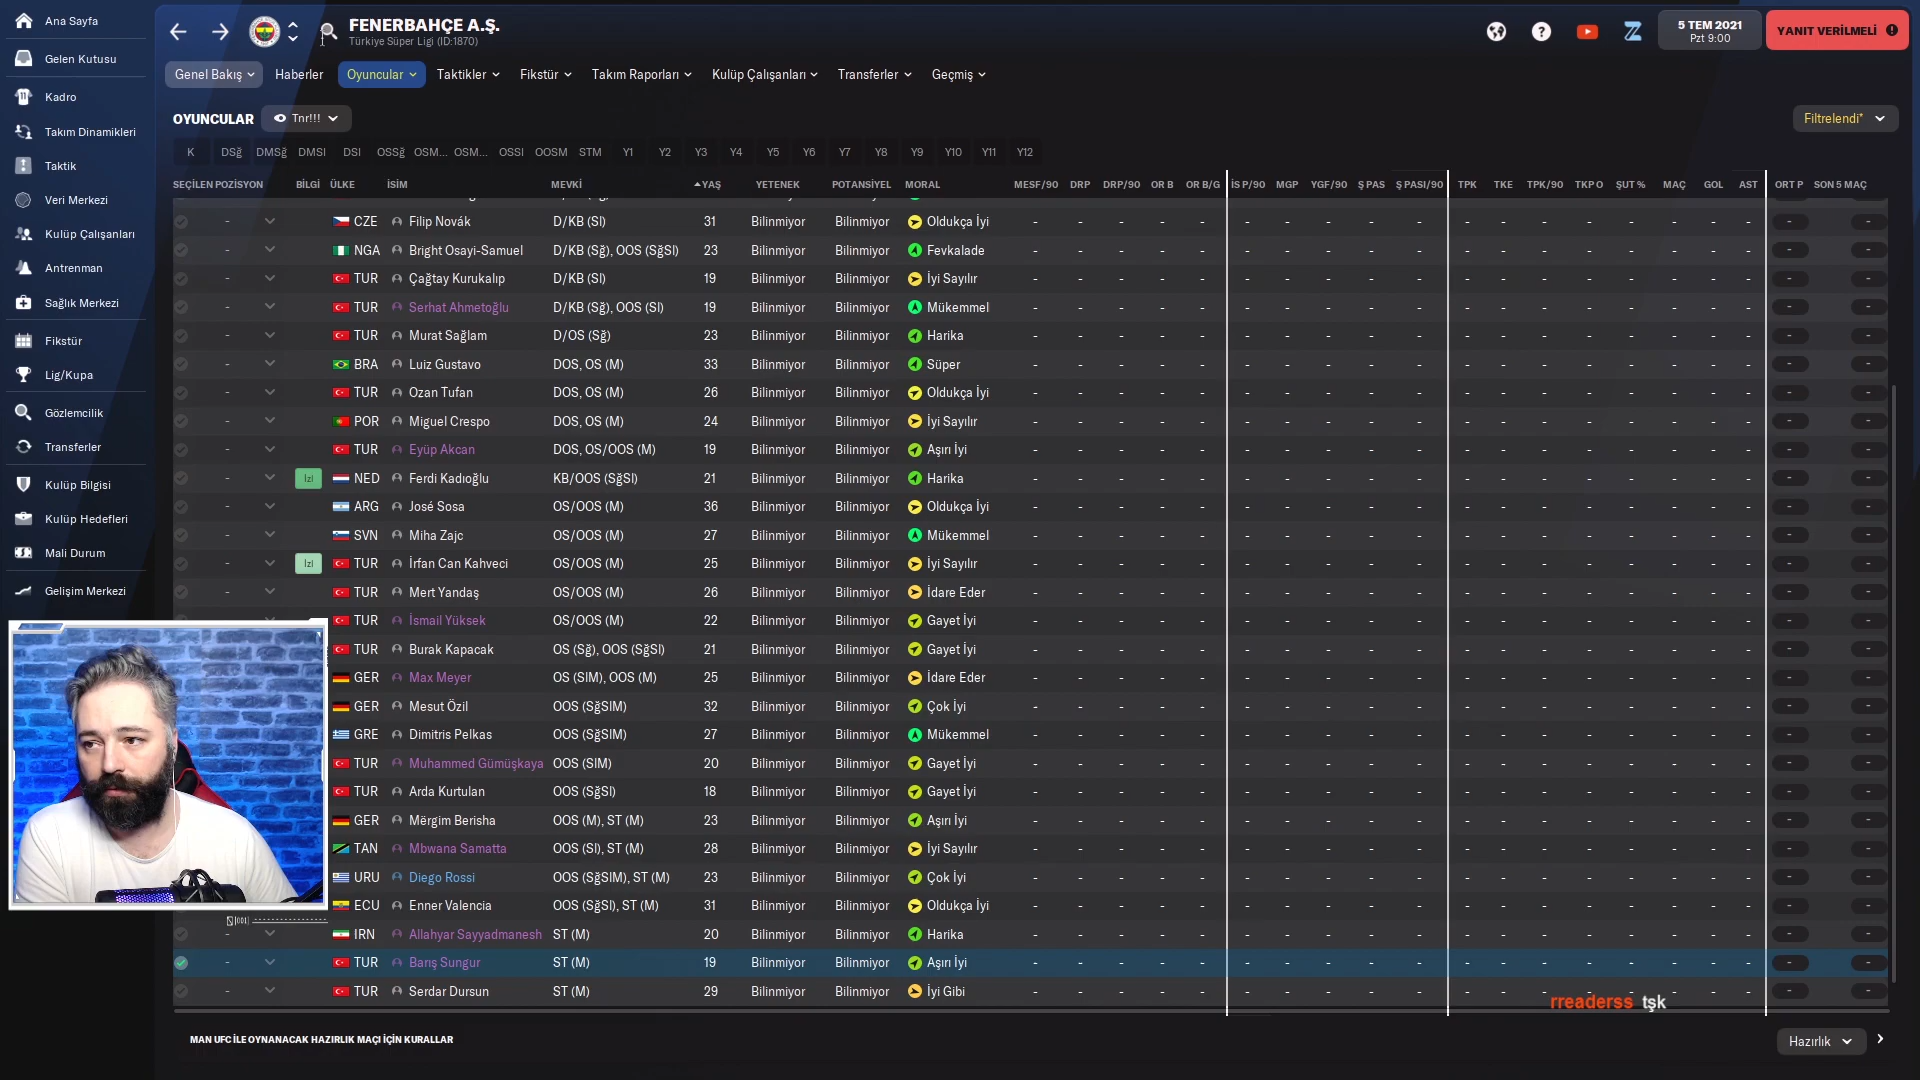 Ana Sayfa
Gelen Kutusu
Kadro
Takım Dinamikleri
Taktik
Veri Merkezi
Kulüp Çalışanları
Antrenman
Sağlık Merkezi
Fikstür
Lig/Kupa
Gözlemcilik
Transferler
Kulüp Bilgisi
Kulüp Hedefleri
Mali Durum
Gelişim Merkezi
FENERBAHÇE A.Ş.
Türkiye Süper Ligi (ID:1870)
5 TEM 2021
Pzt 9:00
YANIT VERİLMELİ
Genel Bakış Haberler Oyuncular Taktikler Fikstür Takım Raporları Kulüp Çalışanları Transferler Geçmiş
OYUNCULAR Tnr!!! Filtrelendi*
K DSğ DMSğ DMSl DSl OSSğ OSM... OSM... OSSl OOSM STM Y1 Y2 Y3 Y4 Y5 Y6 Y7 Y8 Y9 Y10 Y11 Y12
SEÇİLEN POZİSYON BİLGİ ÜLKE İSİM MEVKİ YAŞ YETENEK POTANSİYEL MORAL MESF/90 DRP DRP/90 OR B OR B/G İS P/90 MGP YGF/90 Ş PAS Ş PASI/90 TPK TKE TPK/90 TKP O ŞUT % MAÇ GOL AST ORT P SON 5 MAÇ
- CZE Filip Novák D/KB (Sl) 31 Bilinmiyor Bilinmiyor Oldukça İyi - - - - - - - - - - - - - - - - - - - -
- NGA Bright Osayi-Samuel D/KB (Sğ), OOS (SğSl) 23 Bilinmiyor Bilinmiyor Fevkalade - - - - - - - - - - - - - - - - - - - -
- TUR Çağtay Kurukalıp D/KB (Sl) 19 Bilinmiyor Bilinmiyor İyi Sayılır - - - - - - - - - - - - - - - - - - - -
- TUR Serhat Ahmetoğlu D/KB (Sğ), OOS (Sl) 19 Bilinmiyor Bilinmiyor Mükemmel - - - - - - - - - - - - - - - - - - - -
- TUR Murat Sağlam D/OS (Sğ) 23 Bilinmiyor Bilinmiyor Harika - - - - - - - - - - - - - - - - - - - -
- BRA Luiz Gustavo DOS, OS (M) 33 Bilinmiyor Bilinmiyor Süper - - - - - - - - - - - - - - - - - - - -
- TUR Ozan Tufan DOS, OS (M) 26 Bilinmiyor Bilinmiyor Oldukça İyi - - - - - - - - - - - - - - - - - - - -
- POR Miguel Crespo DOS, OS (M) 24 Bilinmiyor Bilinmiyor İyi Sayılır - - - - - - - - - - - - - - - - - - - -
- TUR Eyüp Akcan DOS, OS/OOS (M) 19 Bilinmiyor Bilinmiyor Aşırı İyi - - - - - - - - - - - - - - - - - - - -
- İzl NED Ferdi Kadıoğlu KB/OOS (SğSl) 21 Bilinmiyor Bilinmiyor Harika - - - - - - - - - - - - - - - - - - - -
- ARG José Sosa OS/OOS (M) 36 Bilinmiyor Bilinmiyor Oldukça İyi - - - - - - - - - - - - - - - - - - - -
- SVN Miha Zajc OS/OOS (M) 27 Bilinmiyor Bilinmiyor Mükemmel - - - - - - - - - - - - - - - - - - - -
- İzl TUR İrfan Can Kahveci OS/OOS (M) 25 Bilinmiyor Bilinmiyor İyi Sayılır - - - - - - - - - - - - - - - - - - - -
- TUR Mert Yandaş OS/OOS (M) 26 Bilinmiyor Bilinmiyor İdare Eder - - - - - - - - - - - - - - - - - - - -
TUR İsmail Yüksek OS/OOS (M) 22 Bilinmiyor Bilinmiyor Gayet İyi - - - - - - - - - - - - - - - - - - - -
TUR Burak Kapacak OS (Sğ), OOS (SğSl) 21 Bilinmiyor Bilinmiyor Gayet İyi - - - - - - - - - - - - - - - - - - - -
GER Max Meyer OS (SlM), OOS (M) 25 Bilinmiyor Bilinmiyor İdare Eder - - - - - - - - - - - - - - - - - - - -
GER Mesut Özil OOS (SğSlM) 32 Bilinmiyor Bilinmiyor Çok İyi - - - - - - - - - - - - - - - - - - - -
GRE Dimitris Pelkas OOS (SğSlM) 27 Bilinmiyor Bilinmiyor Mükemmel - - - - - - - - - - - - - - - - - - - -
TUR Muhammed Gümüşkaya OOS (SlM) 20 Bilinmiyor Bilinmiyor Gayet İyi - - - - - - - - - - - - - - - - - - - -
TUR Arda Kurtulan OOS (SğSl) 18 Bilinmiyor Bilinmiyor Gayet İyi - - - - - - - - - - - - - - - - - - - -
GER Mërgim Berisha OOS (M), ST (M) 23 Bilinmiyor Bilinmiyor Aşırı İyi - - - - - - - - - - - - - - - - - - - -
TAN Mbwana Samatta OOS (Sl), ST (M) 28 Bilinmiyor Bilinmiyor İyi Sayılır - - - - - - - - - - - - - - - - - - - -
URU Diego Rossi OOS (SğSlM), ST (M) 23 Bilinmiyor Bilinmiyor Çok İyi - - - - - - - - - - - - - - - - - - - -
ECU Enner Valencia OOS (SğSl), ST (M) 31 Bilinmiyor Bilinmiyor Oldukça İyi - - - - - - - - - - - - - - - - - - - -
- IRN Allahyar Sayyadmanesh ST (M) 20 Bilinmiyor Bilinmiyor Harika - - - - - - - - - - - - - - - - - - - -
- TUR Barış Sungur ST (M) 19 Bilinmiyor Bilinmiyor Aşırı İyi - - - - - - - - - - - - - - - - - - - -
- TUR Serdar Dursun ST (M) 29 Bilinmiyor Bilinmiyor İyi Gibi - - - - - - - - - - - - - - - - - - - -
rreaderss tşk
MAN UFC İLE OYNANACAK HAZIRLIK MAÇI İÇİN KURALLAR
Hazırlık